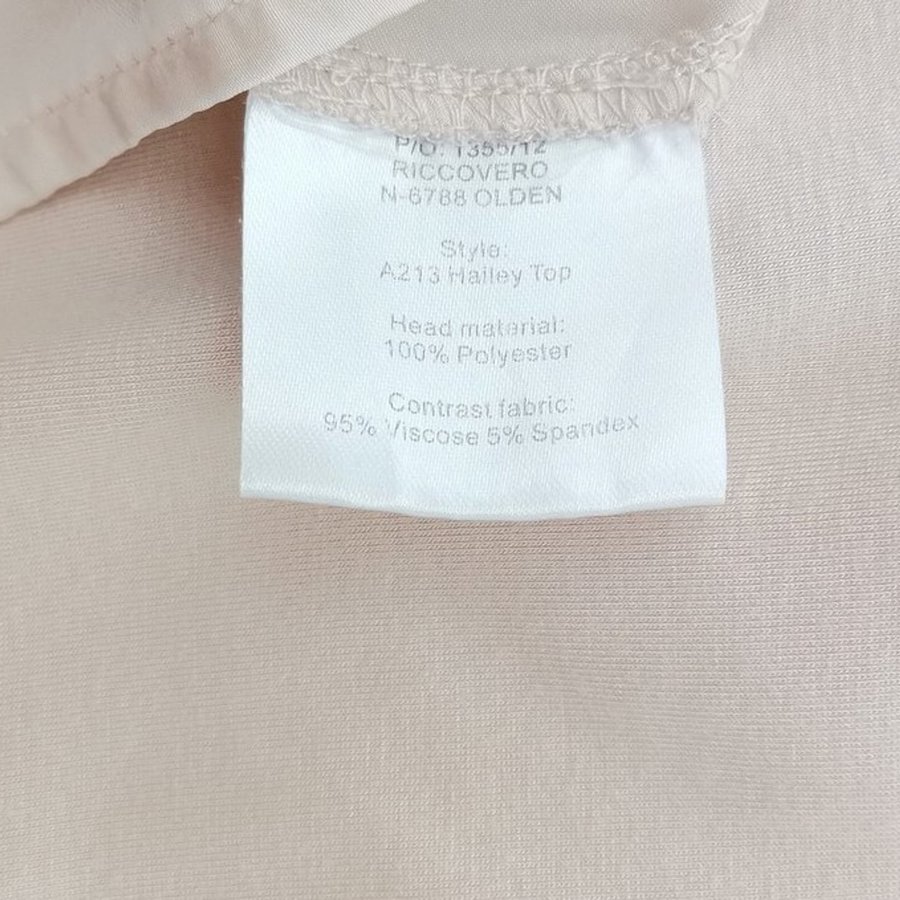 P/O: 1355/12
RICCOVERO
N-6788 OLDEN
Style:
A213 Hailey Top
Head material:
100% Polyester
Contrast fabric:
95% Viscose 5% Spandex